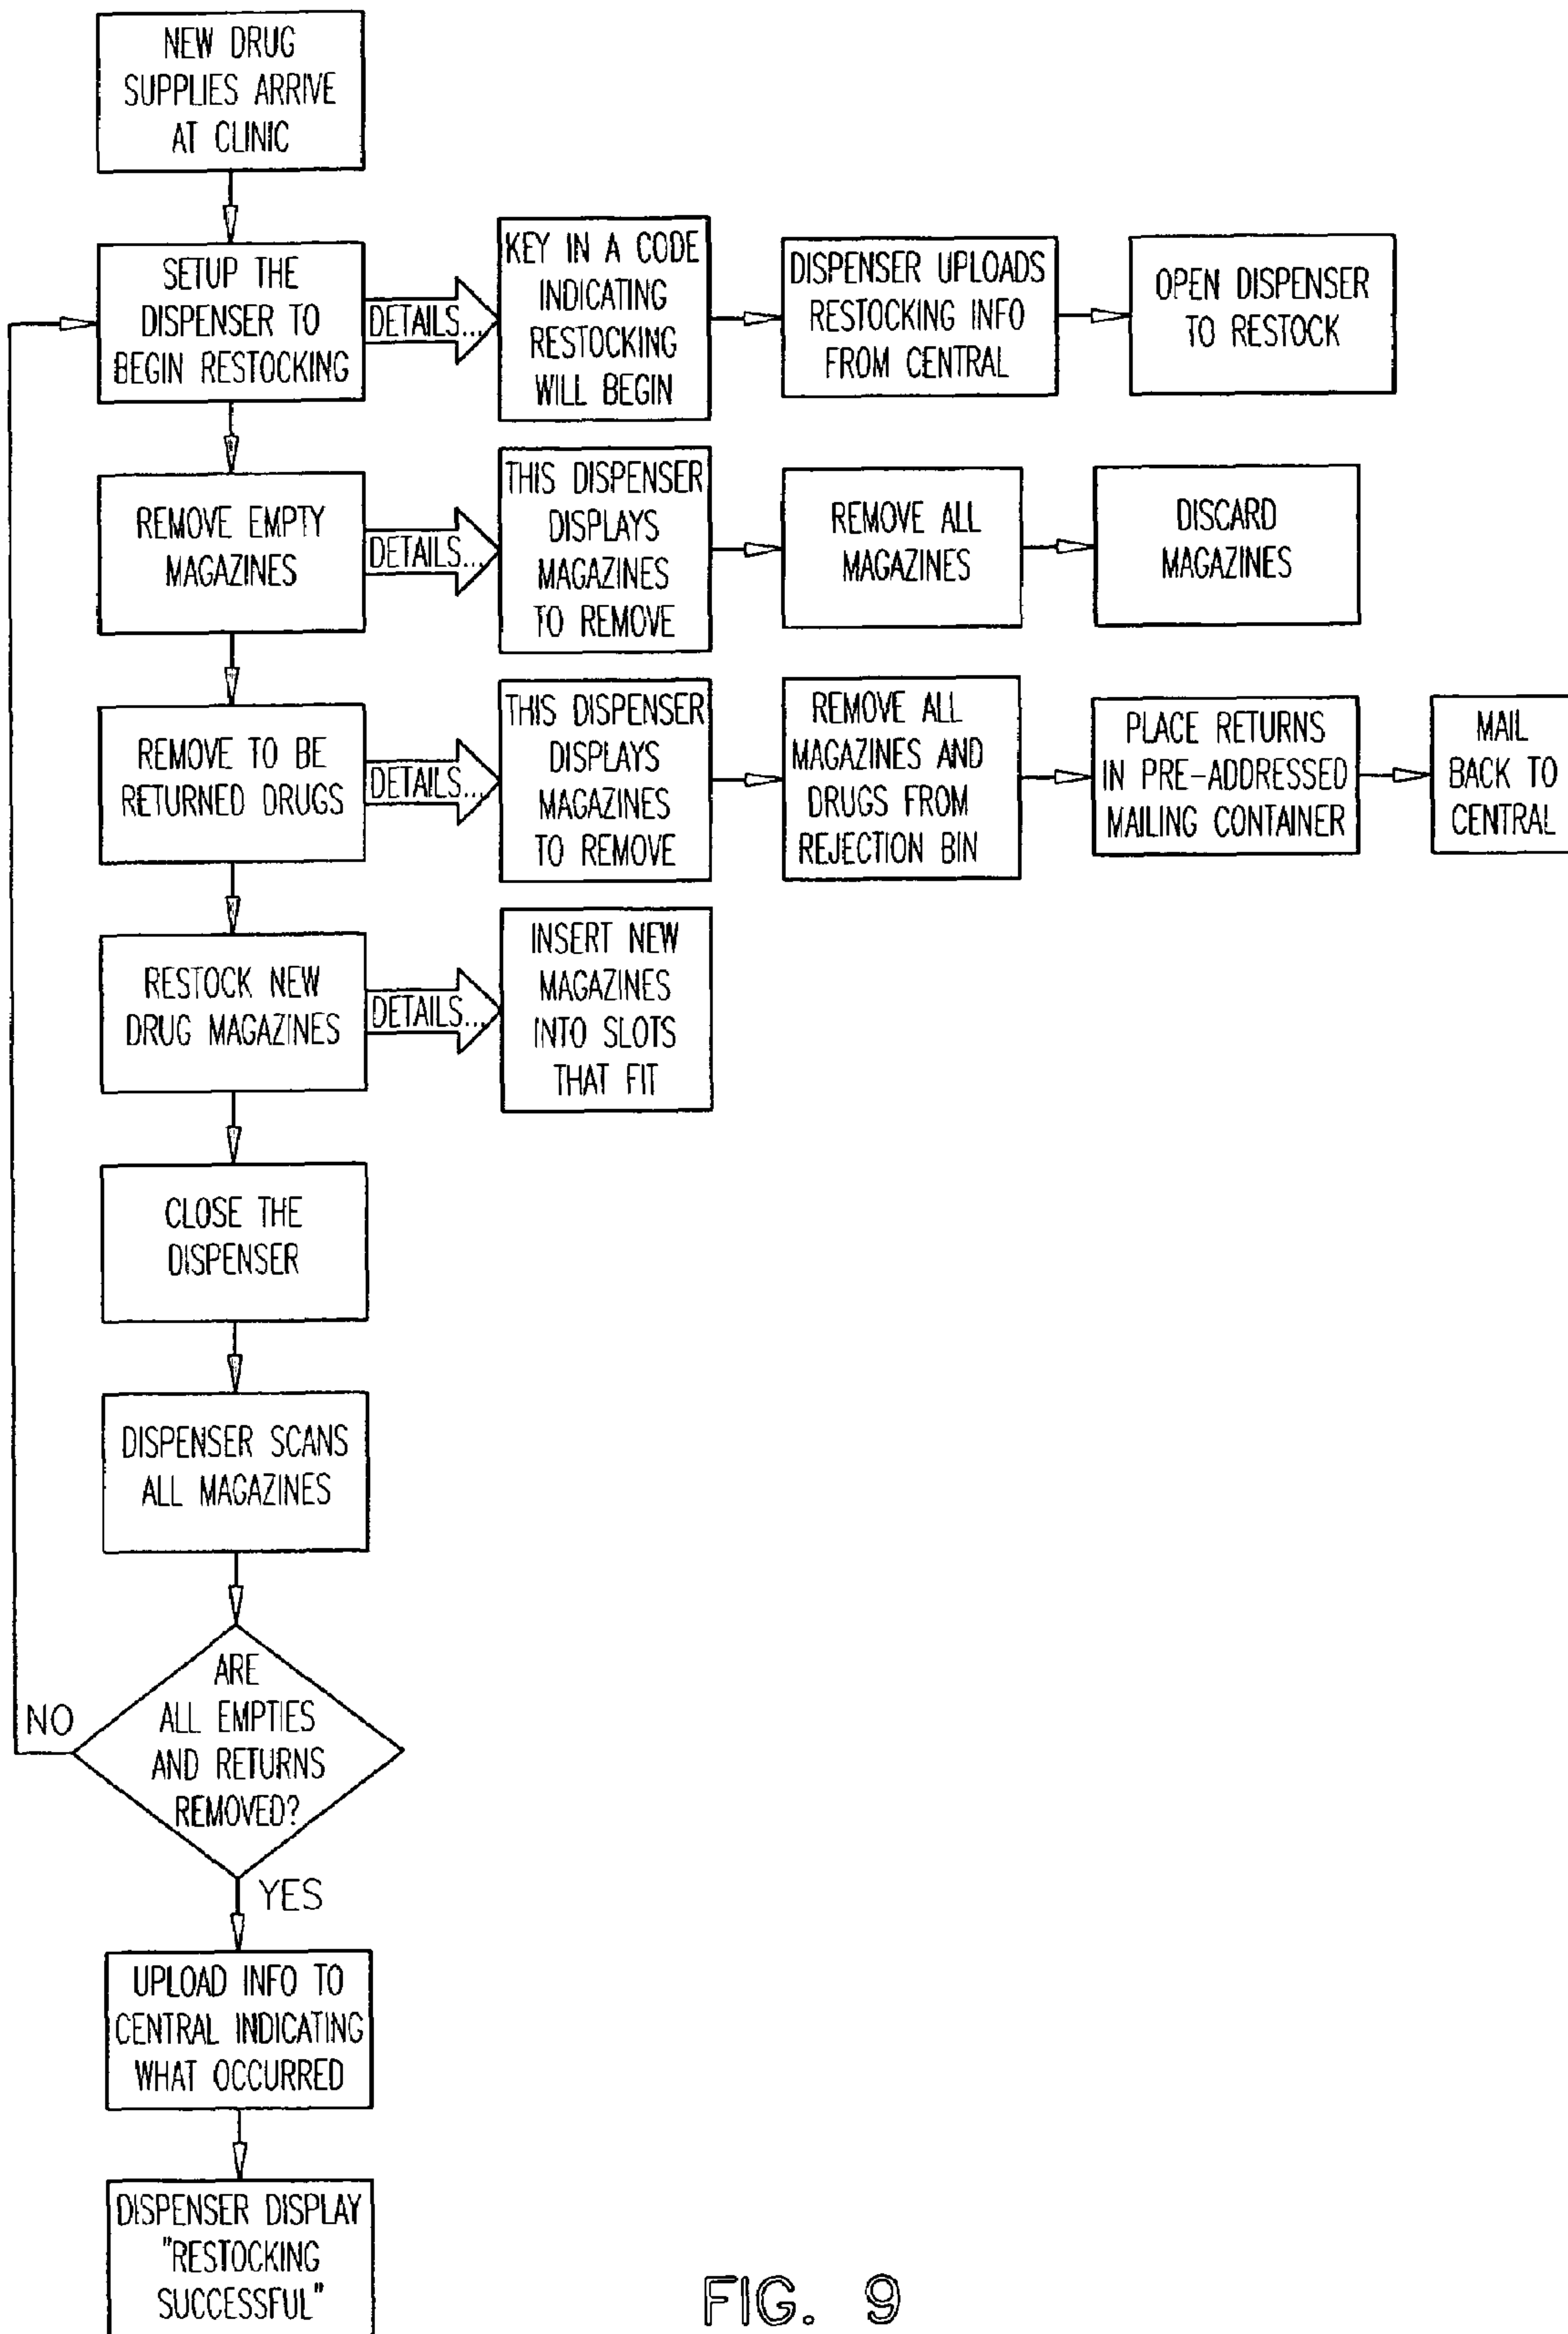 NEW DRUG
SUPPLIES ARRIVE
AT CLINIC
SETUP THE
DISPENSER TO
BEGIN RESTOCKING
DETAILS...
KEY IN A CODE
INDICATING
RESTOCKING
WILL BEGIN
DISPENSER UPLOADS
RESTOCKING INFO
FROM CENTRAL
OPEN DISPENSER
TO RESTOCK
REMOVE EMPTY
MAGAZINES
DETAILS...
THIS DISPENSER
DISPLAYS
MAGAZINES
TO REMOVE
REMOVE ALL
MAGAZINES
DISCARD
MAGAZINES
REMOVE TO BE
RETURNED DRUGS
DETAILS...
THIS DISPENSER
DISPLAYS
MAGAZINES
TO REMOVE
REMOVE ALL
MAGAZINES AND
DRUGS FROM
REJECTION BIN
PLACE RETURNS
IN PRE-ADDRESSED
MAILING CONTAINER
MAIL
BACK TO
CENTRAL
RESTOCK NEW
DRUG MAGAZINES
DETAILS...
INSERT NEW
MAGAZINES
INTO SLOTS
THAT FIT
CLOSE THE
DISPENSER
DISPENSER SCANS
ALL MAGAZINES
ARE
ALL EMPTIES
AND RETURNS
REMOVED?
NO
YES
UPLOAD INFO TO
CENTRAL INDICATING
WHAT OCCURRED
DISPENSER DISPLAY
"RESTOCKING
SUCCESSFUL"
FIG. 9